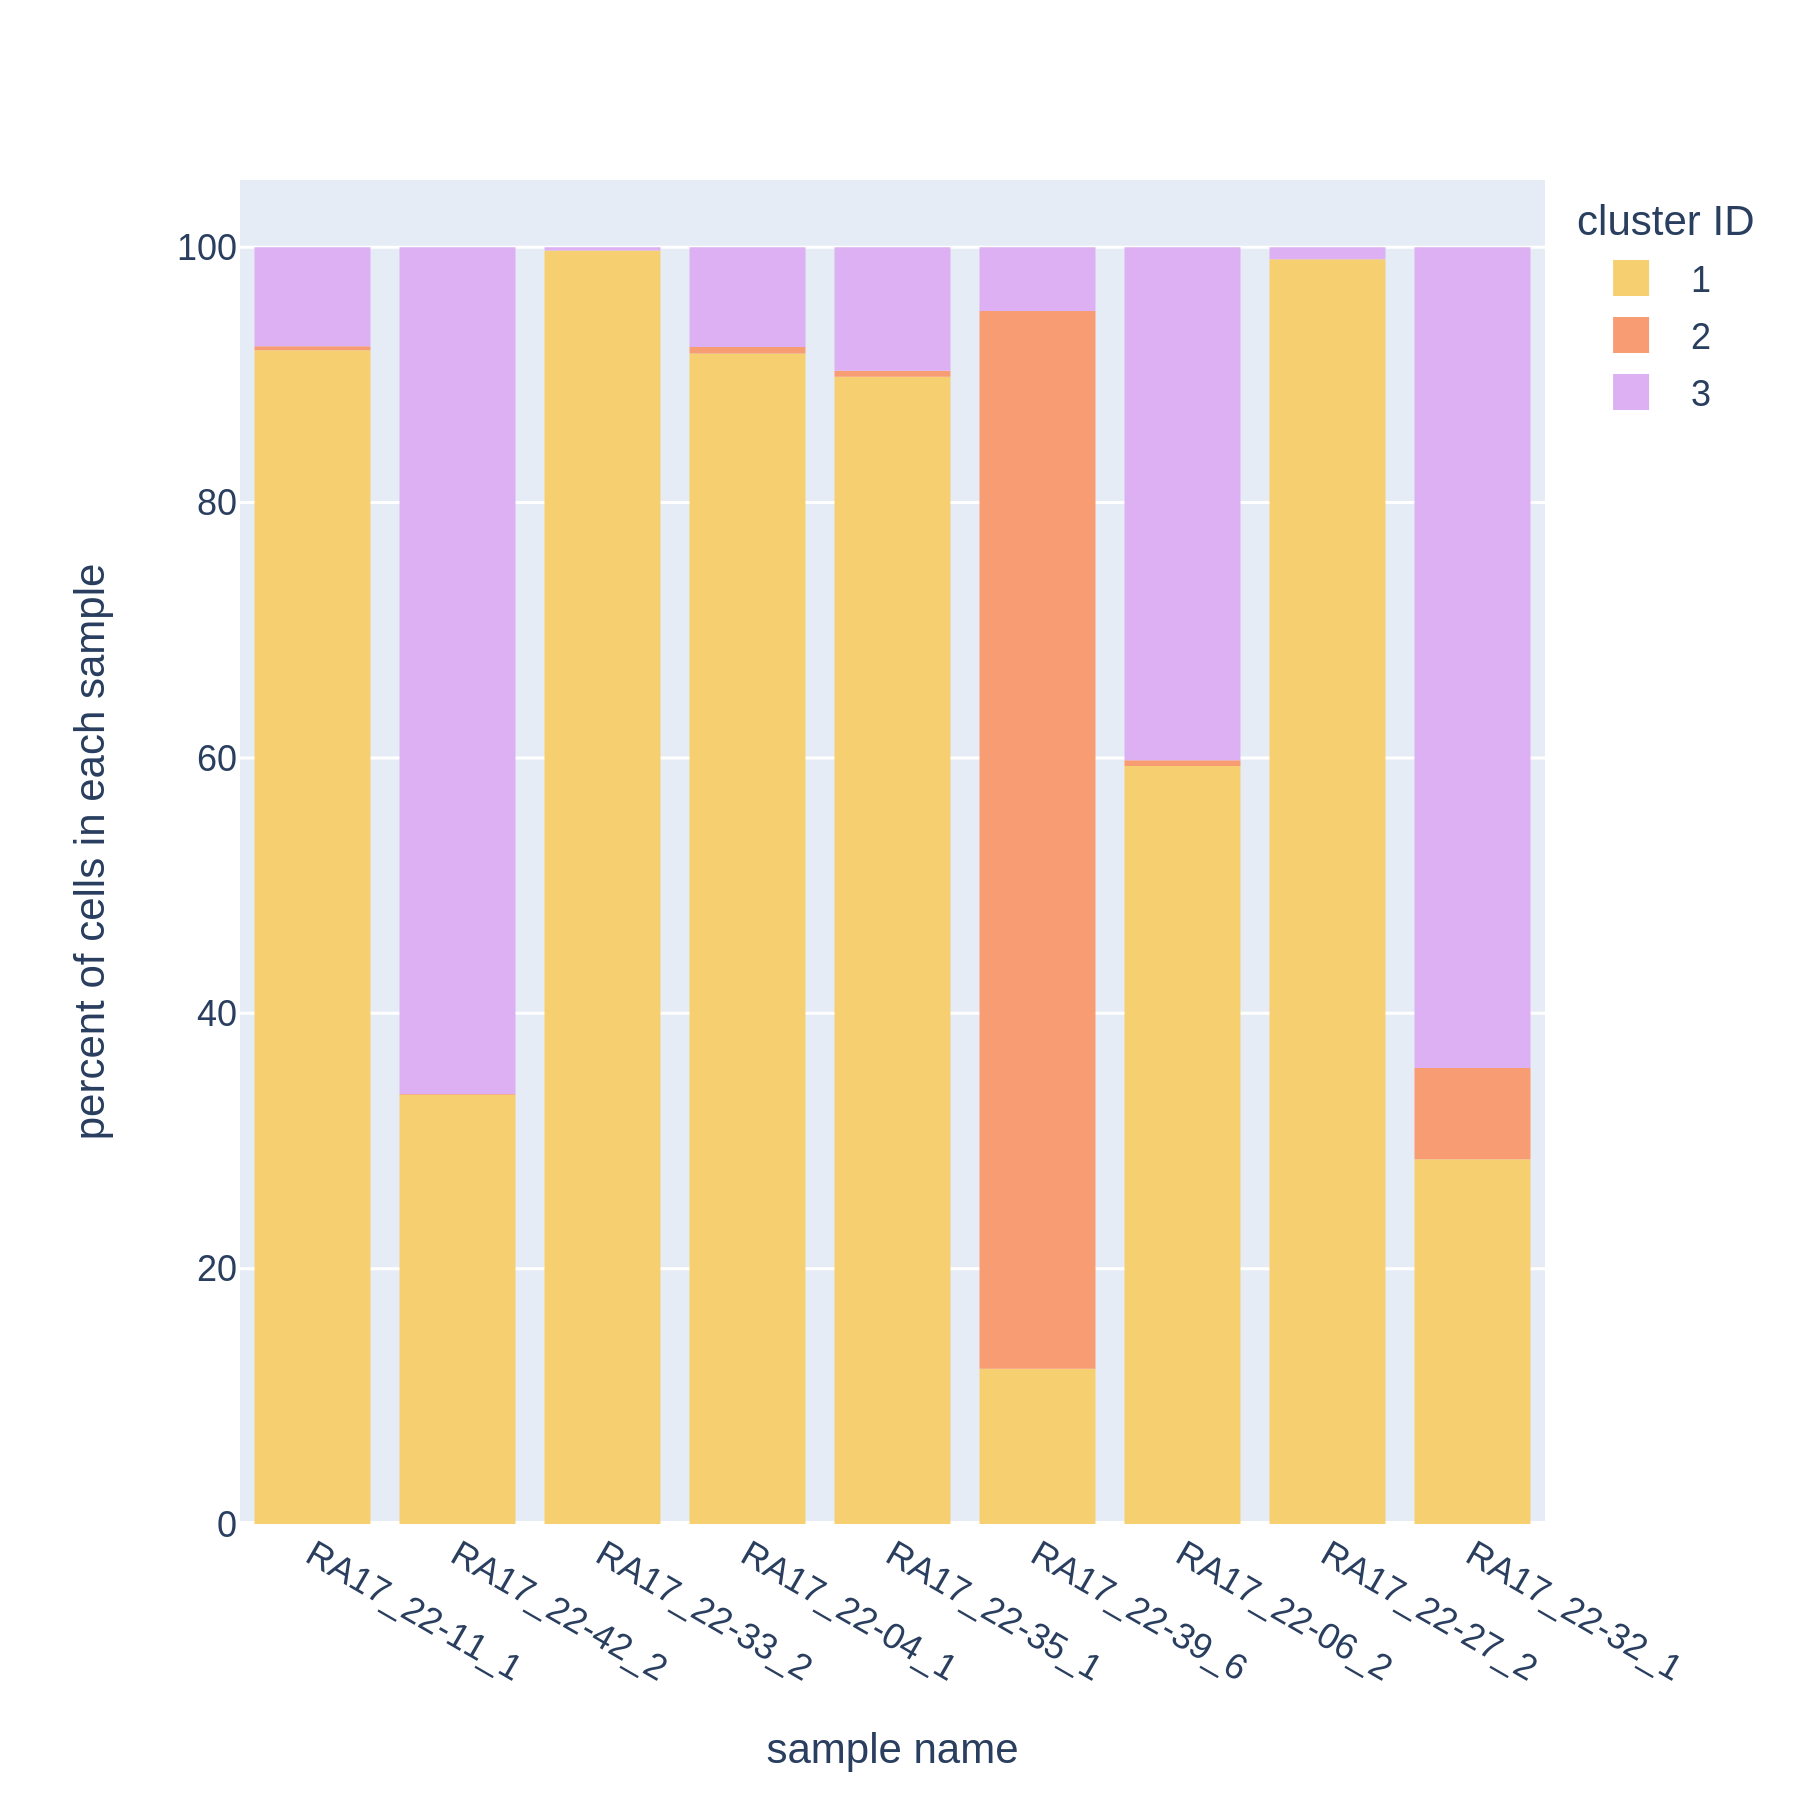 cluster ID
1
2
3
percent of cells in each sample
100
80
60
40
20
0
RA17_22-11_1
RA17_22-42_2
RA17_22-33_2
RA17_22-04_1
RA17_22-35_1
RA17_22-39_6
RA17_22-06_2
RA17_22-27_2
RA17_22-32_1
sample name